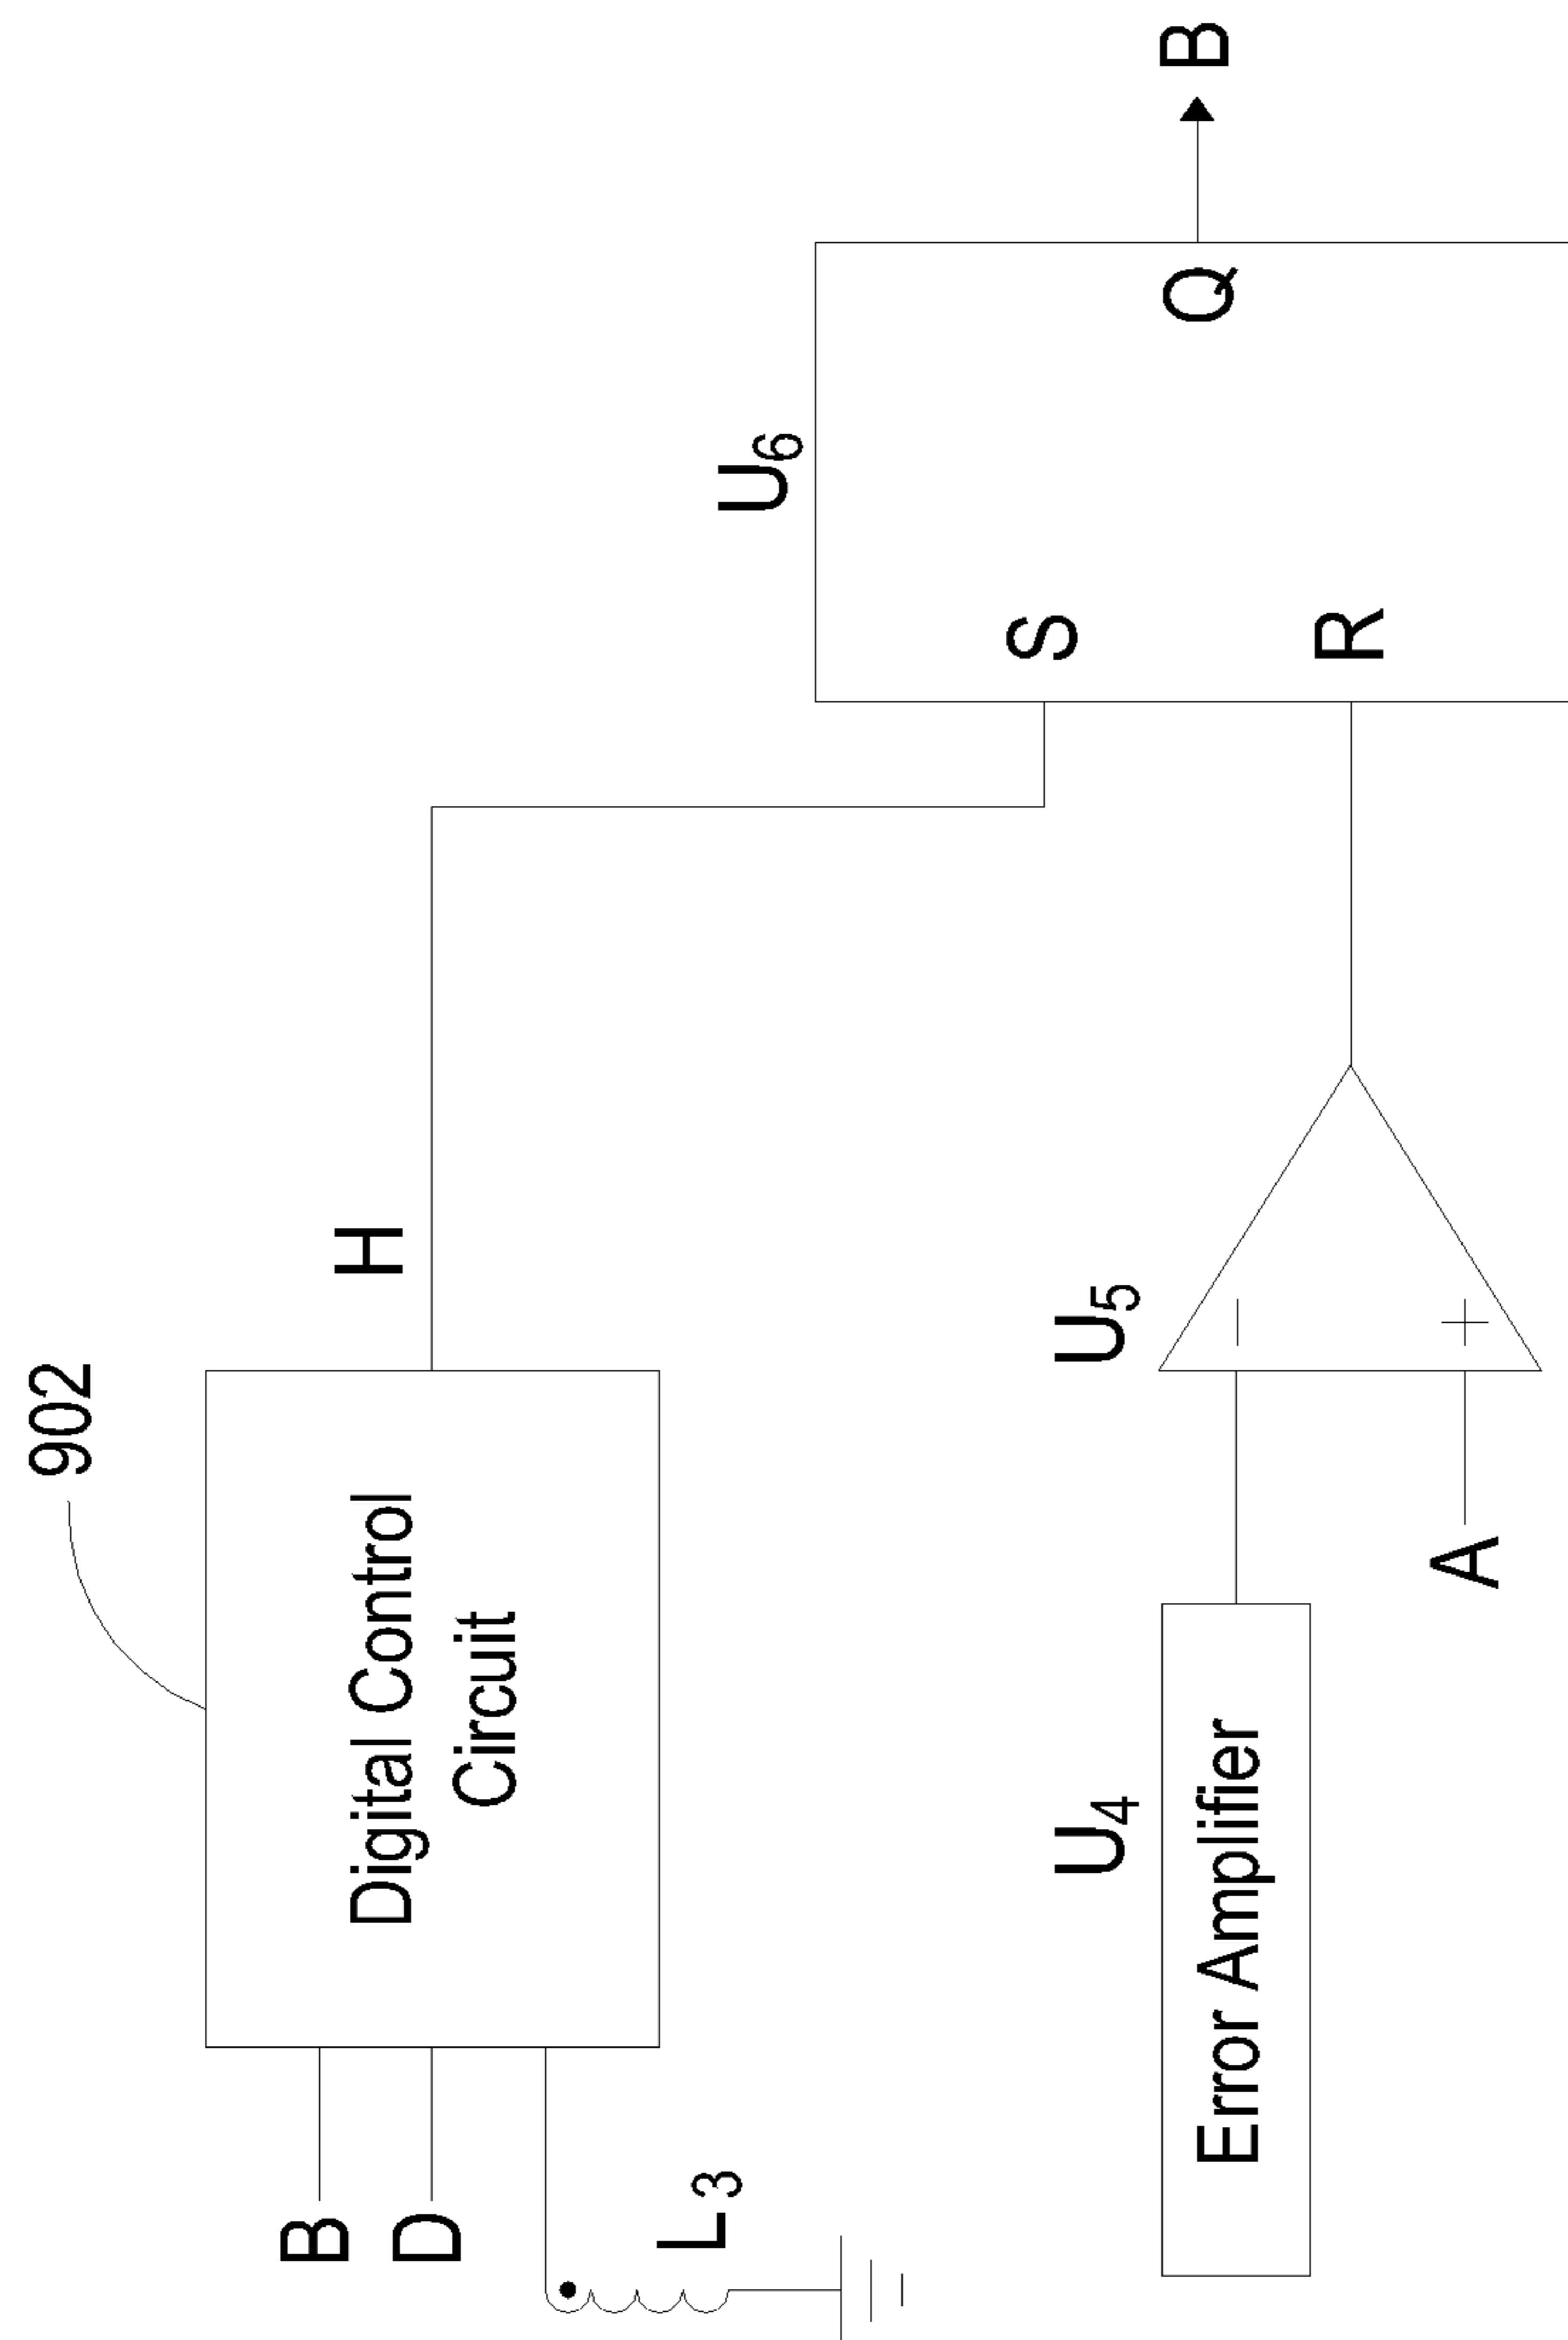 902
B
D
Digital Control
Circuit
H
L3
U6
S
R
Q
B
U4
Error Amplifier
U5
−
+
A